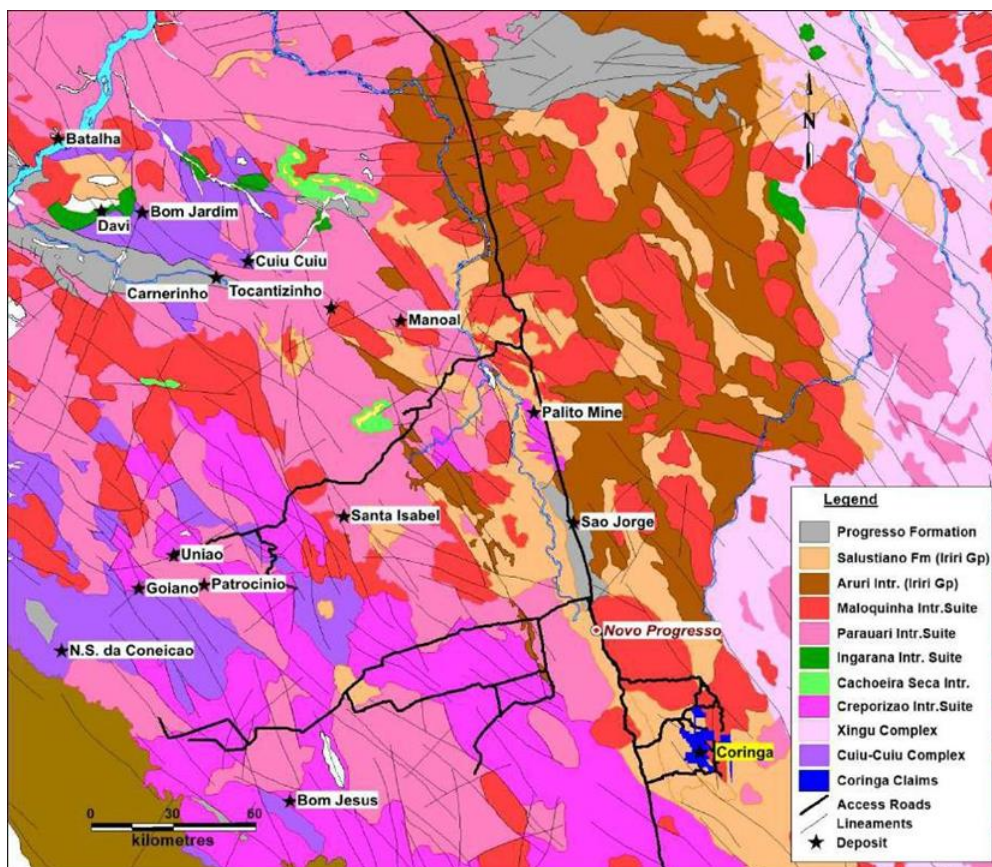 N
Batalha
Davi
Bom Jardim
Cuiu Cuiu
Carnerinho
Tocantizinho
Manoal
Palito Mine
Santa Isabel
Sao Jorge
Uniao
Goiano
Patrocinio
Novo Progresso
N.S. da Coneicao
Coringa
Bom Jesus
0 30 60
kilometres
Legend
Progresso Formation
Salustiano Fm (Iriri Gp)
Aruri Intr. (Iriri Gp)
Maloquinha Intr.Suite
Parauari Intr.Suite
Ingarana Intr. Suite
Cachoeira Seca Intr.
Creporizao Intr.Suite
Xingu Complex
Cuiu-Cuiu Complex
Coringa Claims
Access Roads
Lineaments
Deposit